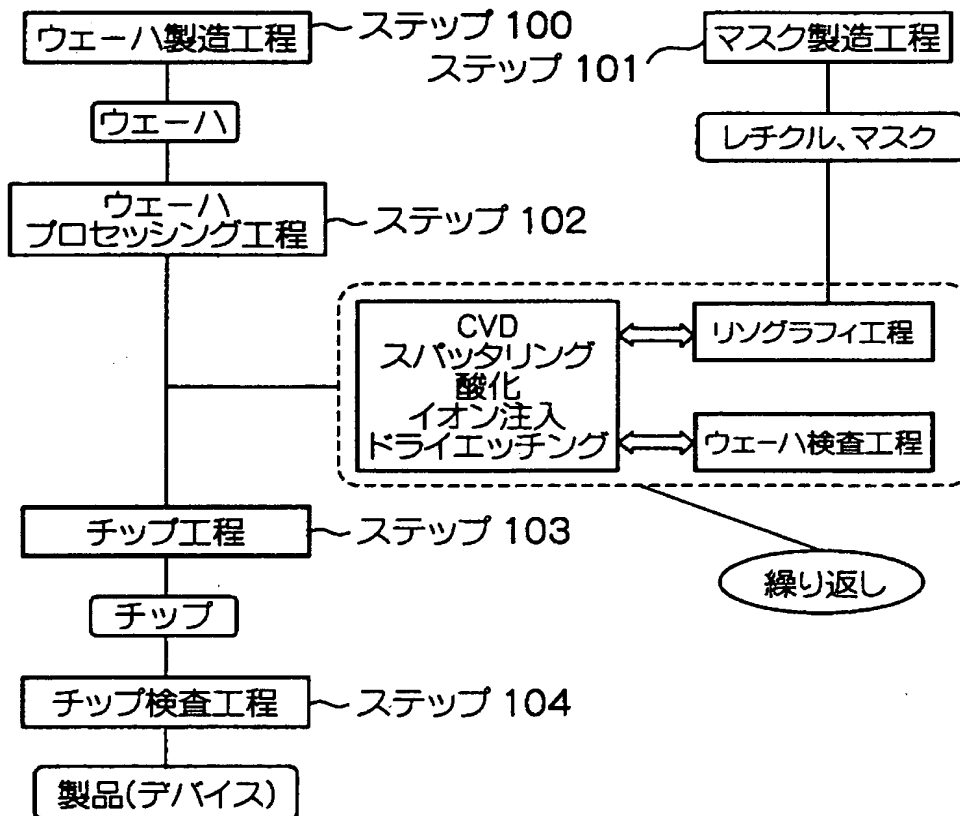 ウェーハ製造工程
ステップ 100
マスク製造工程
ステップ 101
ウェーハ
レチクル、マスク
ウェーハ
プロセッシング工程
ステップ 102
CVD
スパッタリング
酸化
イオン注入
ドライエッチング
リソグラフィ工程
ウェーハ検査工程
チップ工程
ステップ 103
繰り返し
チップ
チップ検査工程
ステップ 104
製品(デバイス)